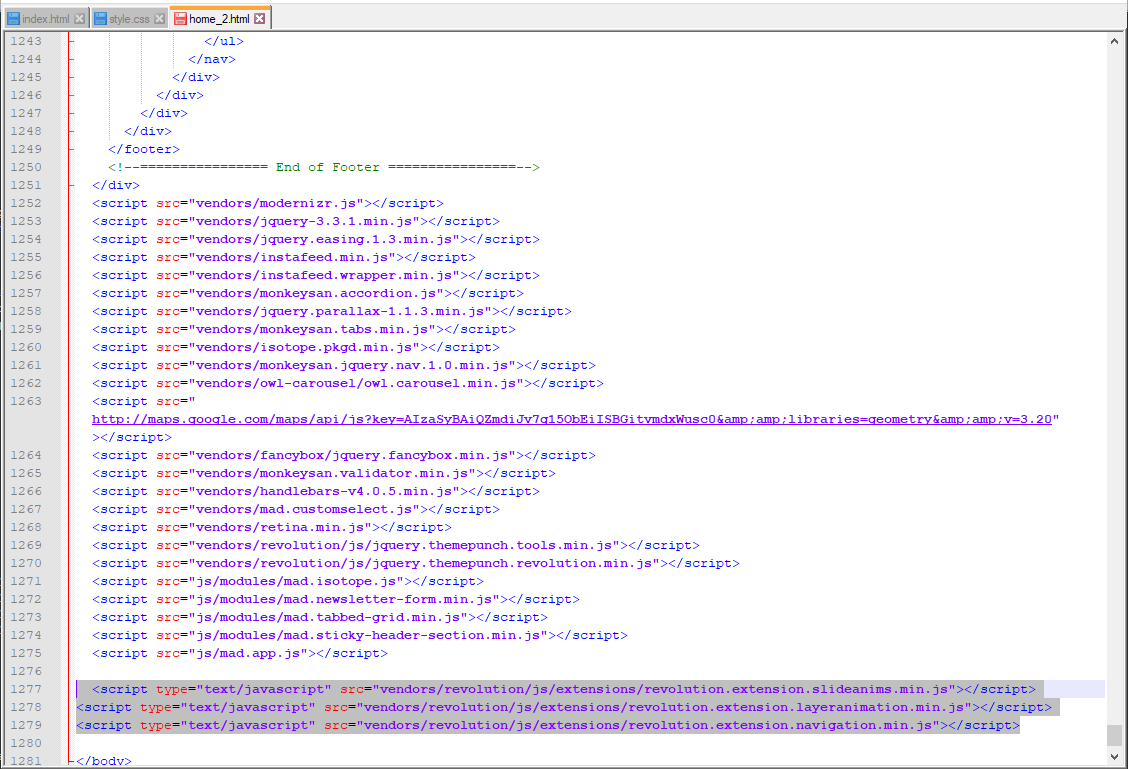 index.html style.css home_2.html
1243 </ul>
1244 </nav>
1245 </div>
1246 </div>
1247 </div>
1248 </div>
1249 </footer>
1250 <!--================ End of Footer ================-->
1251 </div>
1252 <script src="vendors/modernizr.js"></script>
1253 <script src="vendors/jquery-3.3.1.min.js"></script>
1254 <script src="vendors/jquery.easing.1.3.min.js"></script>
1255 <script src="vendors/instafeed.min.js"></script>
1256 <script src="vendors/instafeed.wrapper.min.js"></script>
1257 <script src="vendors/monkeysan.accordion.js"></script>
1258 <script src="vendors/jquery.parallax-1.1.3.min.js"></script>
1259 <script src="vendors/monkeysan.tabs.min.js"></script>
1260 <script src="vendors/isotope.pkgd.min.js"></script>
1261 <script src="vendors/monkeysan.jquery.nav.1.0.min.js"></script>
1262 <script src="vendors/owl-carousel/owl.carousel.min.js"></script>
1263 <script src="
http://maps.google.com/maps/api/js?key=AIzaSyBAiQZmdiJv7q15ObEiISBGitvmdxWusc0&amp;amp;libraries=geometry&amp;amp;v=3.20"
></script>
1264 <script src="vendors/fancybox/jquery.fancybox.min.js"></script>
1265 <script src="vendors/monkeysan.validator.min.js"></script>
1266 <script src="vendors/handlebars-v4.0.5.min.js"></script>
1267 <script src="vendors/mad.customselect.js"></script>
1268 <script src="vendors/retina.min.js"></script>
1269 <script src="vendors/revolution/js/jquery.themepunch.tools.min.js"></script>
1270 <script src="vendors/revolution/js/jquery.themepunch.revolution.min.js"></script>
1271 <script src="js/modules/mad.isotope.js"></script>
1272 <script src="js/modules/mad.newsletter-form.min.js"></script>
1273 <script src="js/modules/mad.tabbed-grid.min.js"></script>
1274 <script src="js/modules/mad.sticky-header-section.min.js"></script>
1275 <script src="js/mad.app.js"></script>
1276
1277 <script type="text/javascript" src="vendors/revolution/js/extensions/revolution.extension.slideanims.min.js"></script>
1278 <script type="text/javascript" src="vendors/revolution/js/extensions/revolution.extension.layeranimation.min.js"></script>
1279 <script type="text/javascript" src="vendors/revolution/js/extensions/revolution.extension.navigation.min.js"></script>
1280
1281 </body>